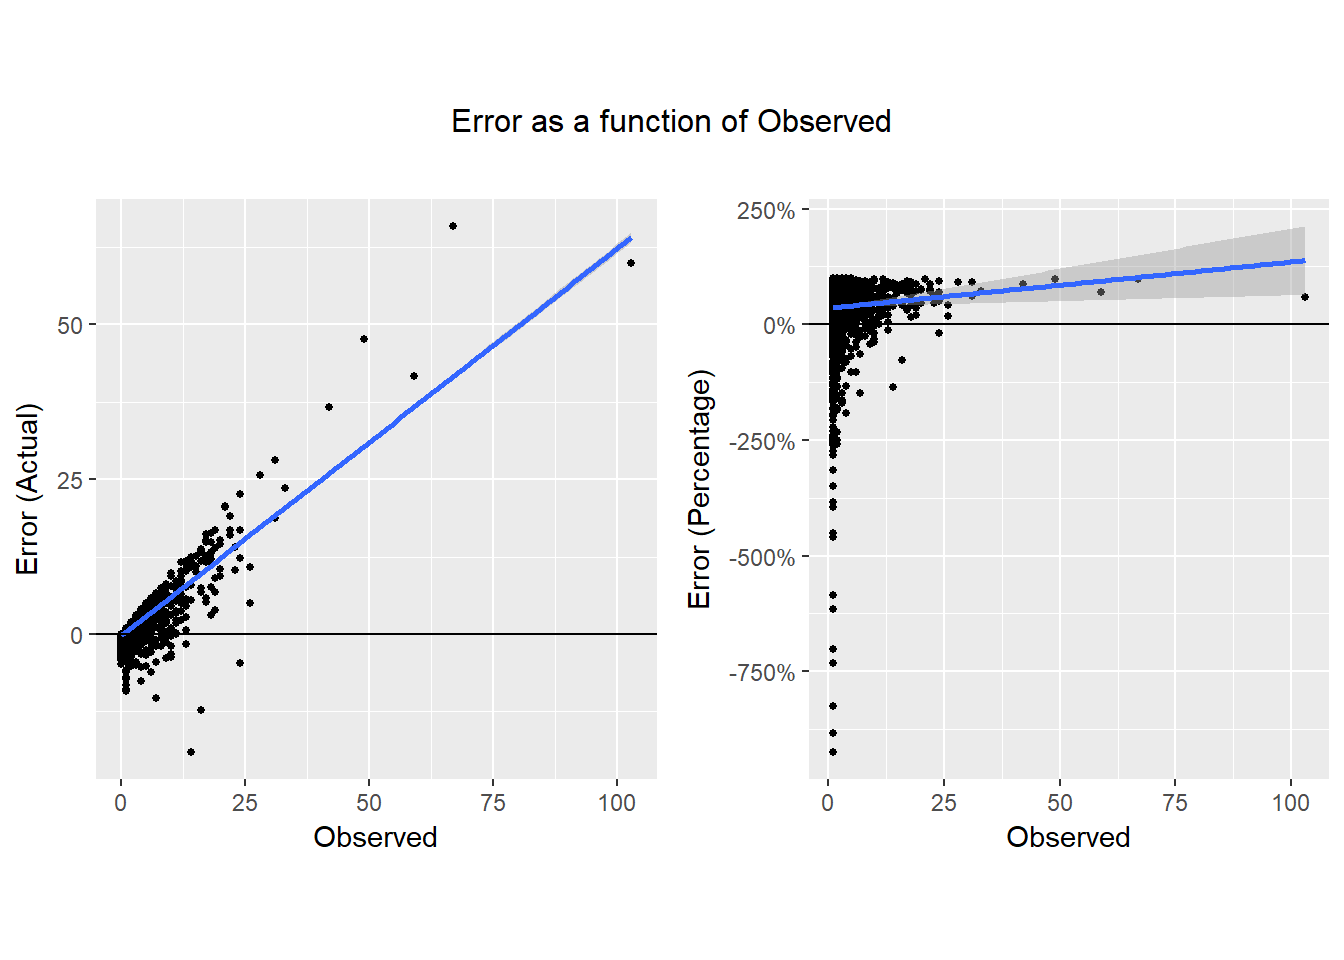 Error as a function of Observed
Error (Actual)
50
25
0
0 25 50 75 100
Observed
Error (Percentage)
250%
0%
-250%
-500%
-750%
0 25 50 75 100
Observed